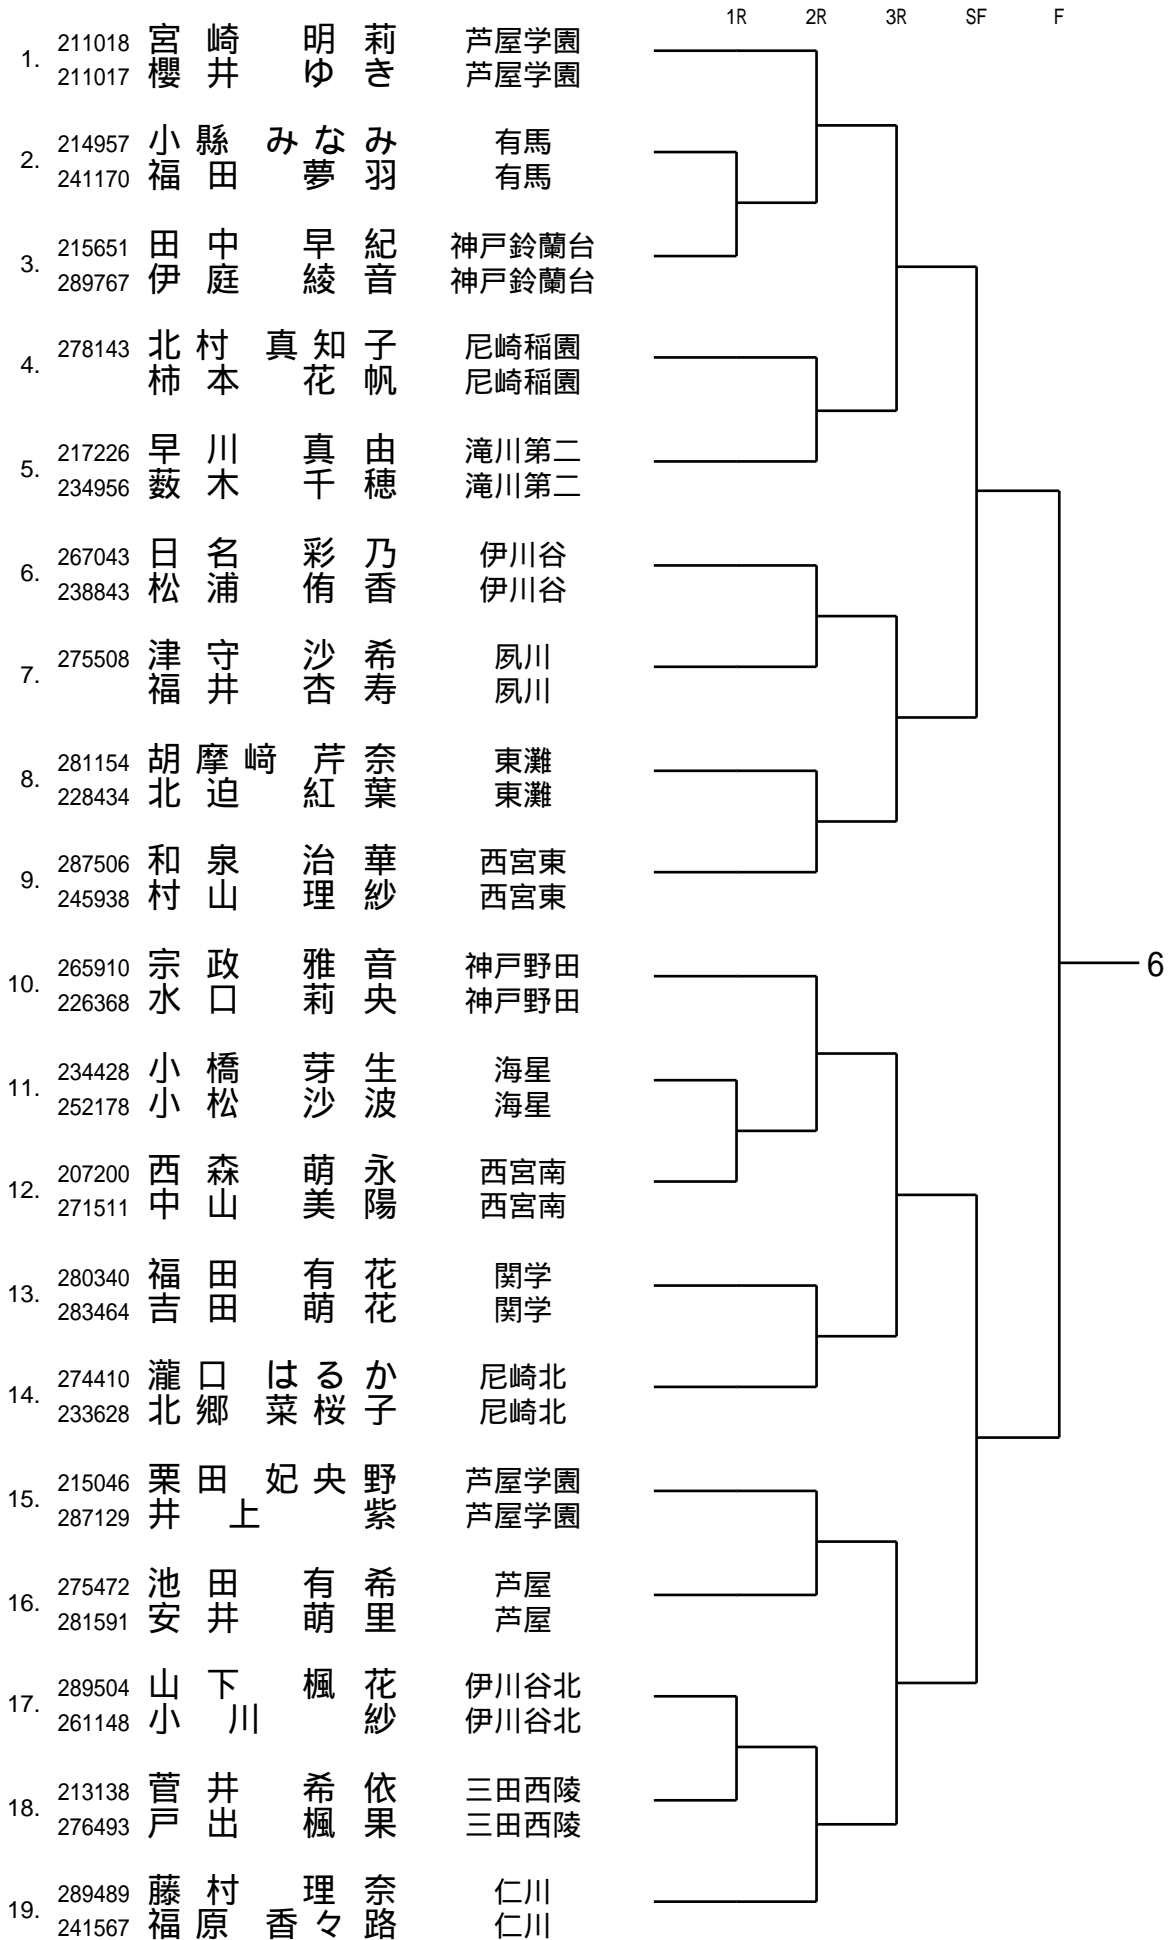 1R 2R 3R SF F
1. 211018 宮崎 明莉 芦屋学園
211017 櫻井 ゆき 芦屋学園
2. 214957 小縣 みなみ 有馬
241170 福田 夢羽 有馬
3. 215651 田中 早紀 神戸鈴蘭台
289767 伊庭 綾音 神戸鈴蘭台
4. 278143 北村 真知子 尼崎稲園
柿本 花帆 尼崎稲園
5. 217226 早川 真由 滝川第二
234956 薮木 千穂 滝川第二
6. 267043 日名 彩乃 伊川谷
238843 松浦 侑香 伊川谷
7. 275508 津守 沙希 夙川
福井 杏寿 夙川
8. 281154 胡摩﨑 芹奈 東灘
228434 北迫 紅葉 東灘
9. 287506 和泉 治華 西宮東
245938 村山 理紗 西宮東
10. 265910 宗政 雅音 神戸野田
226368 水口 莉央 神戸野田
6
11. 234428 小橋 芽生 海星
252178 小松 沙波 海星
12. 207200 西森 萌永 西宮南
271511 中山 美陽 西宮南
13. 280340 福田 有花 関学
283464 吉田 萌花 関学
14. 274410 瀧口 はるか 尼崎北
233628 北郷 菜桜子 尼崎北
15. 215046 栗田 妃央野 芦屋学園
287129 井上 紫 芦屋学園
16. 275472 池田 有希 芦屋
281591 安井 萌里 芦屋
17. 289504 山下 楓花 伊川谷北
261148 小川 紗 伊川谷北
18. 213138 菅井 希依 三田西陵
276493 戸出 楓果 三田西陵
19. 289489 藤村 理奈 仁川
241567 福原 香々路 仁川